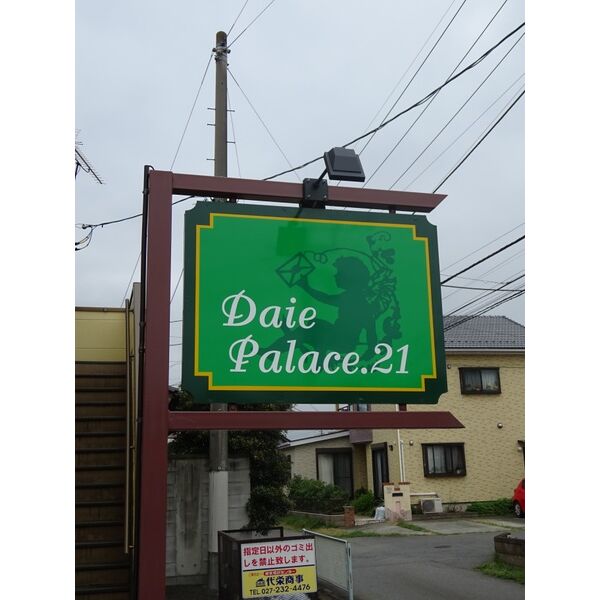 Daie
Palace.21
指定日以外のゴミ出
しを禁止致します。
代栄商事
TEL.027-232-4476